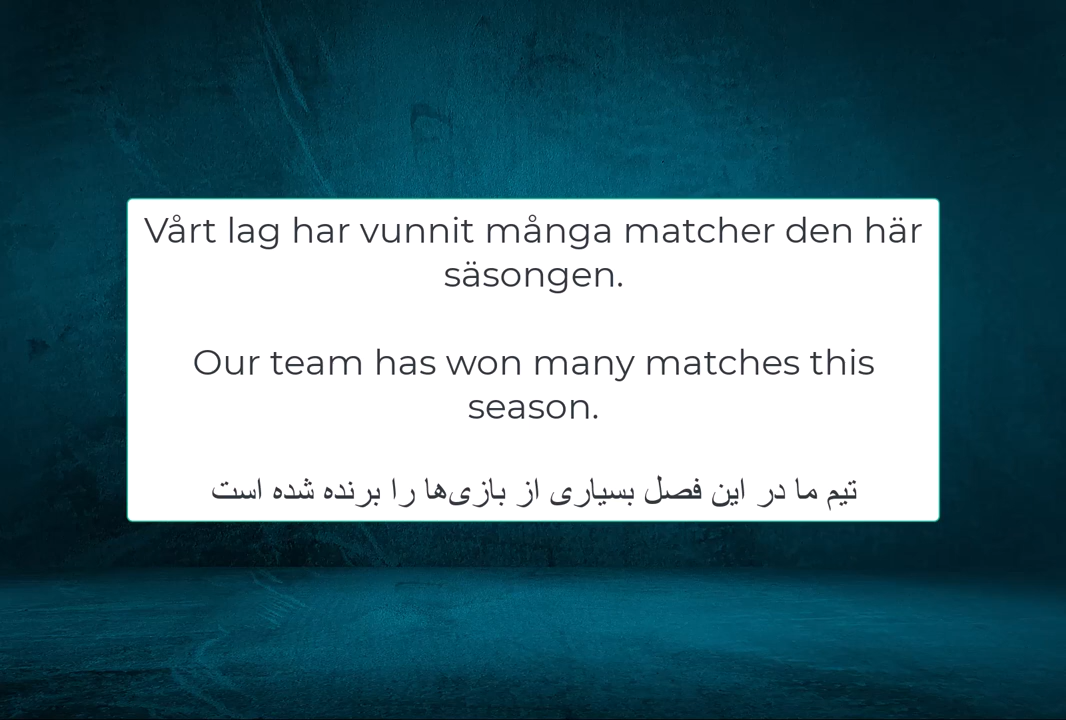 Vårt lag har vunnit många matcher den här
säsongen.
Our team has won many matches this
season.
تیم ما در این فصل بسیاری از بازی‌ها را برنده شده است